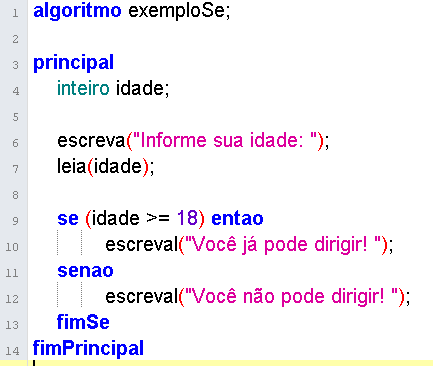 1 algoritmo exemploSe;
2
3 principal
4 inteiro idade;
5
6 escreva("Informe sua idade: ");
7 leia(idade);
8
9 se (idade >= 18) entao
10 escreval("Você já pode dirigir! ");
11 senao
12 escreval("Você não pode dirigir! ");
13 fimSe
14 fimPrincipal